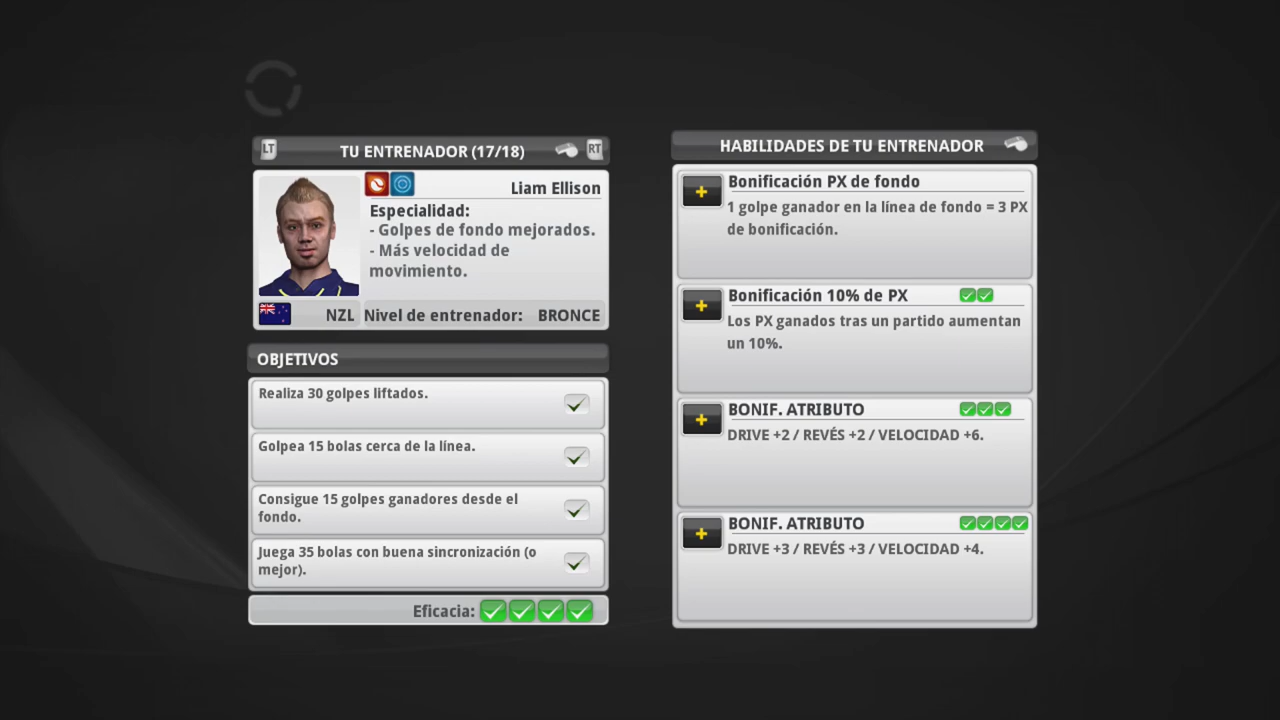 LT
TU ENTRENADOR (17/18)
RT
Liam Ellison
Especialidad:
- Golpes de fondo mejorados.
- Más velocidad de
movimiento.
NZL
Nivel de entrenador: BRONCE
OBJETIVOS
Realiza 30 golpes liftados.
Golpea 15 bolas cerca de la línea.
Consigue 15 golpes ganadores desde el
fondo.
Juega 35 bolas con buena sincronización (o
mejor).
Eficacia:
HABILIDADES DE TU ENTRENADOR
Bonificación PX de fondo
1 golpe ganador en la línea de fondo = 3 PX
de bonificación.
Bonificación 10% de PX
Los PX ganados tras un partido aumentan
un 10%.
BONIF. ATRIBUTO
DRIVE +2 / REVÉS +2 / VELOCIDAD +6.
BONIF. ATRIBUTO
DRIVE +3 / REVÉS +3 / VELOCIDAD +4.